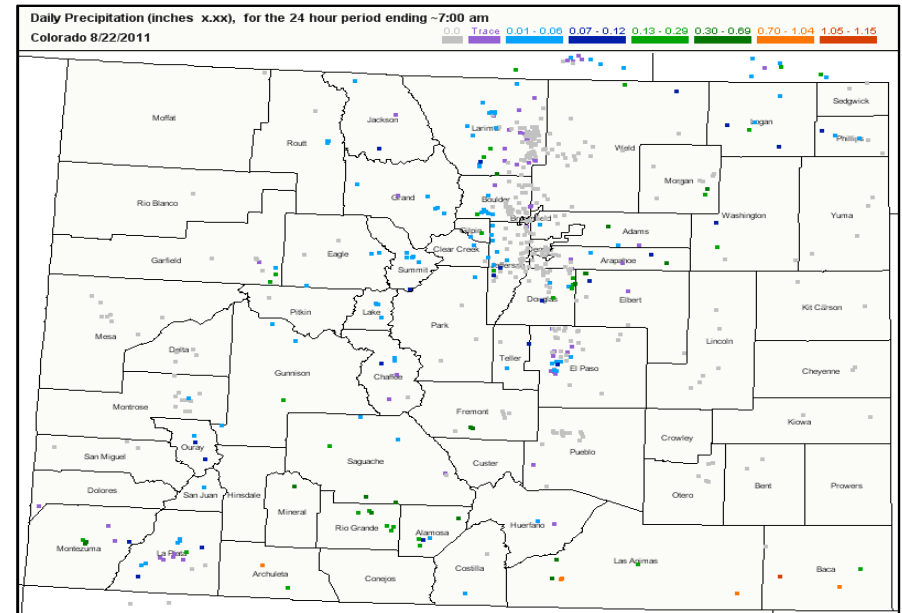 Daily Precipitation (inches x.xx), for the 24 hour period ending ~7:00 am
Colorado 8/22/2011
0.0 Trace 0.01 - 0.06 0.07 - 0.12 0.13 - 0.29 0.30 - 0.69 0.70 - 1.04 1.05 - 1.15
Sedgwick
Moffat
Jackson
Larimer
Logan
Phillips
Routt
Weld
Morgan
Rio Blanco
Grand
Boulder
Washington
Yuma
Broomfield
Gilpin
Adams
Garfield
Eagle
Clear Creek
Arapahoe
Summit
Douglas
Elbert
Pitkin
Lake
Kit Carson
Park
Mesa
Lincoln
Delta
Teller
El Paso
Gunnison
Chaffee
Cheyenne
Montrose
Fremont
Kiowa
Ouray
Crowley
San Miguel
Saguache
Custer
Pueblo
Dolores
San Juan
Hinsdale
Otero
Bent
Prowers
Mineral
Rio Grande
Alamosa
Huerfano
Montezuma
La Plata
Las Animas
Archuleta
Conejos
Costilla
Baca